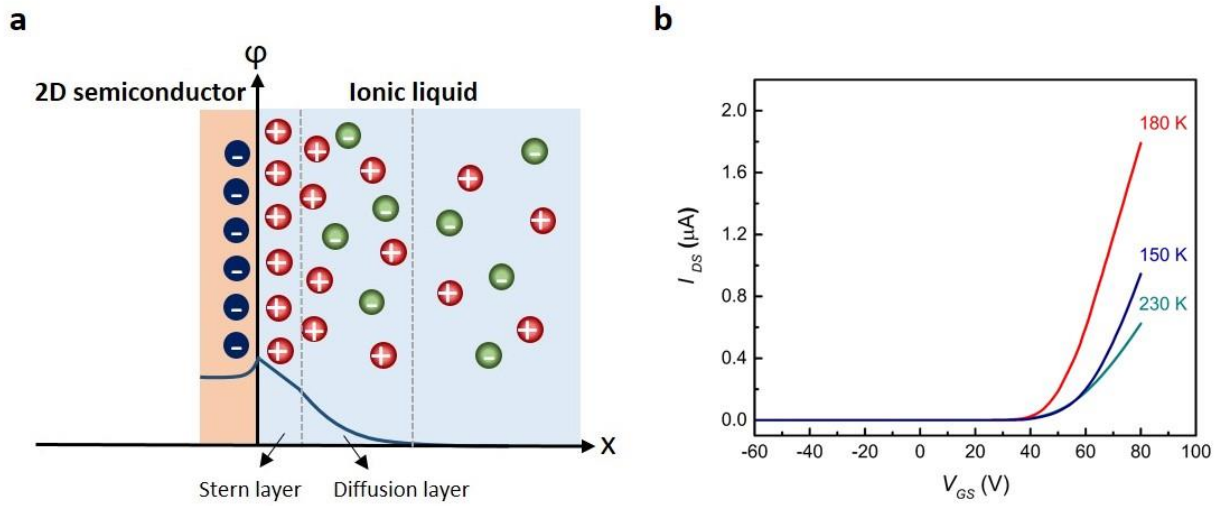 a
φ
2D semiconductor
Ionic liquid
+ + + + + + + + + + + + + + + +
- - - - - - - - - - - - - -
x
Stern layer
Diffusion layer
b
2.0
1.6
1.2
0.8
0.4
0.0
I_DS (μA)
180 K
150 K
230 K
-60 -40 -20 0 20 40 60 80 100
V_GS (V)